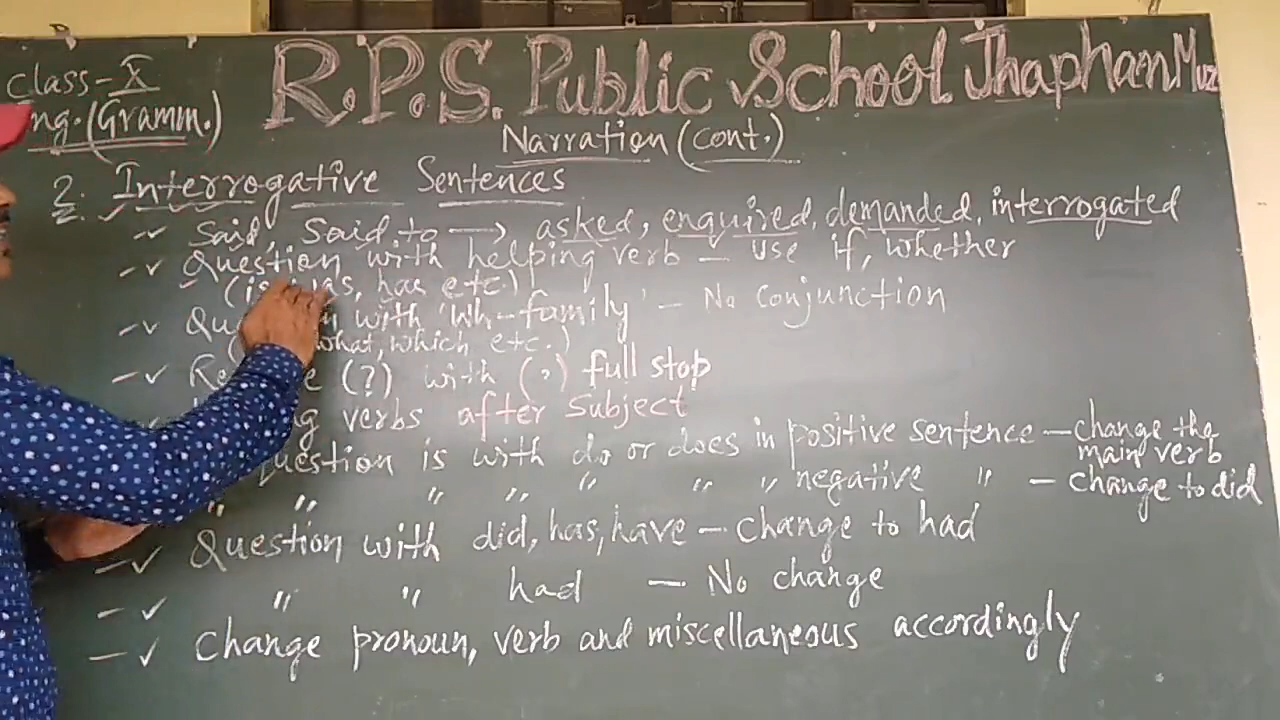 Class-X
R.P.S. Public School Jhaphan, Muz
ng. (Gramm.)
Narration (Cont.)
2. Interrogative Sentences
Said, Said to → asked, enquired, demanded, interrogated
Question with helping verb - use if, whether
(is, was, has etc.)
with 'Wh-family' - No Conjunction
what, which etc.)
(?) with (.) full stop
verbs after Subject
Question is with do or does in positive sentence - change the main verb
" " " " " " " negative " - change to did
Question with did, has, have - change to had
" " had - No change
Change pronoun, verb and miscellaneous accordingly